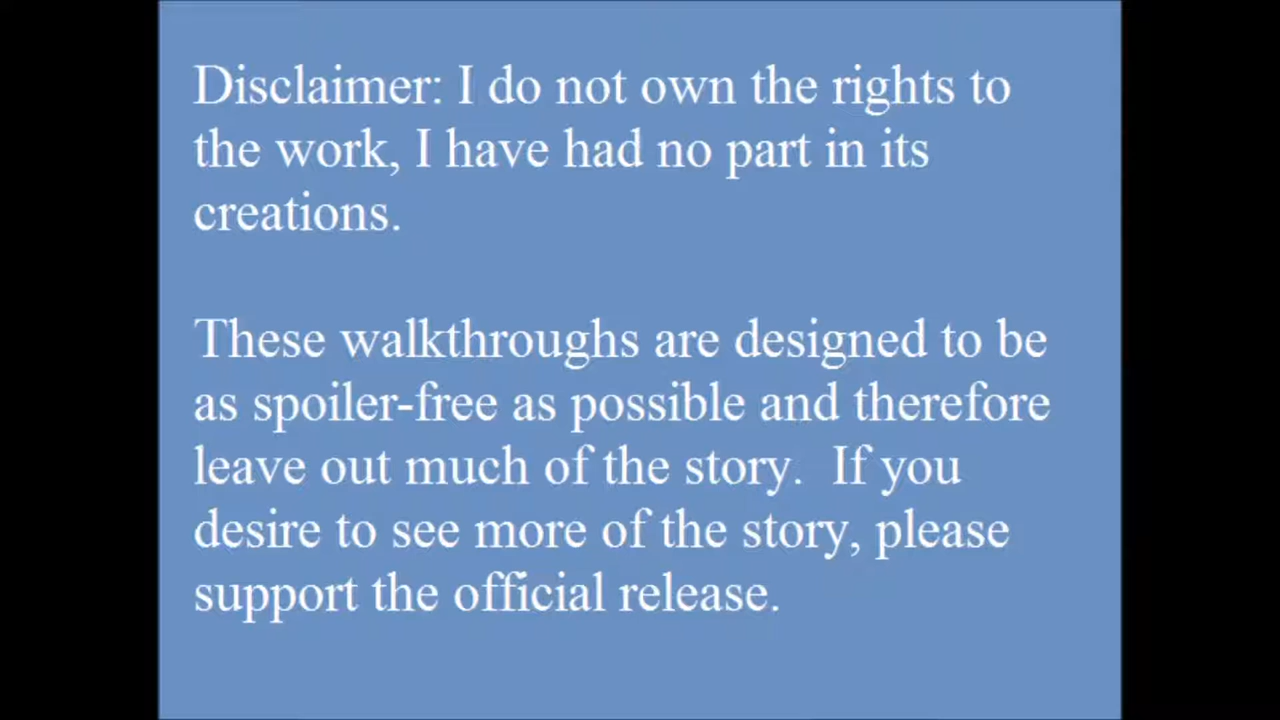 Disclaimer: I do not own the rights to
the work, I have had no part in its
creations.
These walkthroughs are designed to be
as spoiler-free as possible and therefore
leave out much of the story.  If you
desire to see more of the story, please
support the official release.